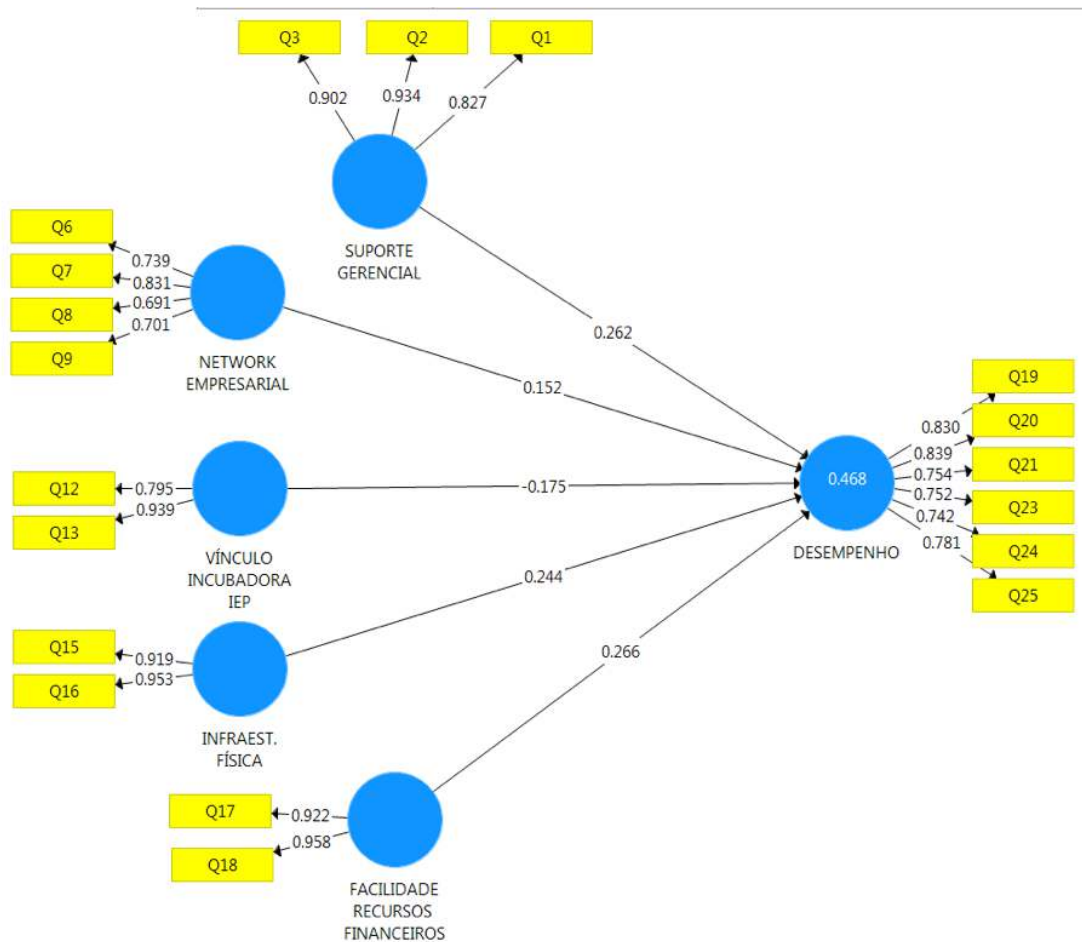 Q3
Q2
Q1
0.902
0.934
0.827
SUPORTE
GERENCIAL
Q6
Q7
Q8
Q9
0.739
0.831
0.691
0.701
NETWORK
EMPRESARIAL
0.262
0.152
Q12
Q13
0.795
0.939
VÍNCULO
INCUBADORA
IEP
-0.175
Q15
Q16
0.919
0.953
INFRAEST.
FÍSICA
0.244
Q17
Q18
0.922
0.958
FACILIDADE
RECURSOS
FINANCEIROS
0.266
0.468
DESEMPENHO
0.830
0.839
0.754
0.752
0.742
0.781
Q19
Q20
Q21
Q23
Q24
Q25